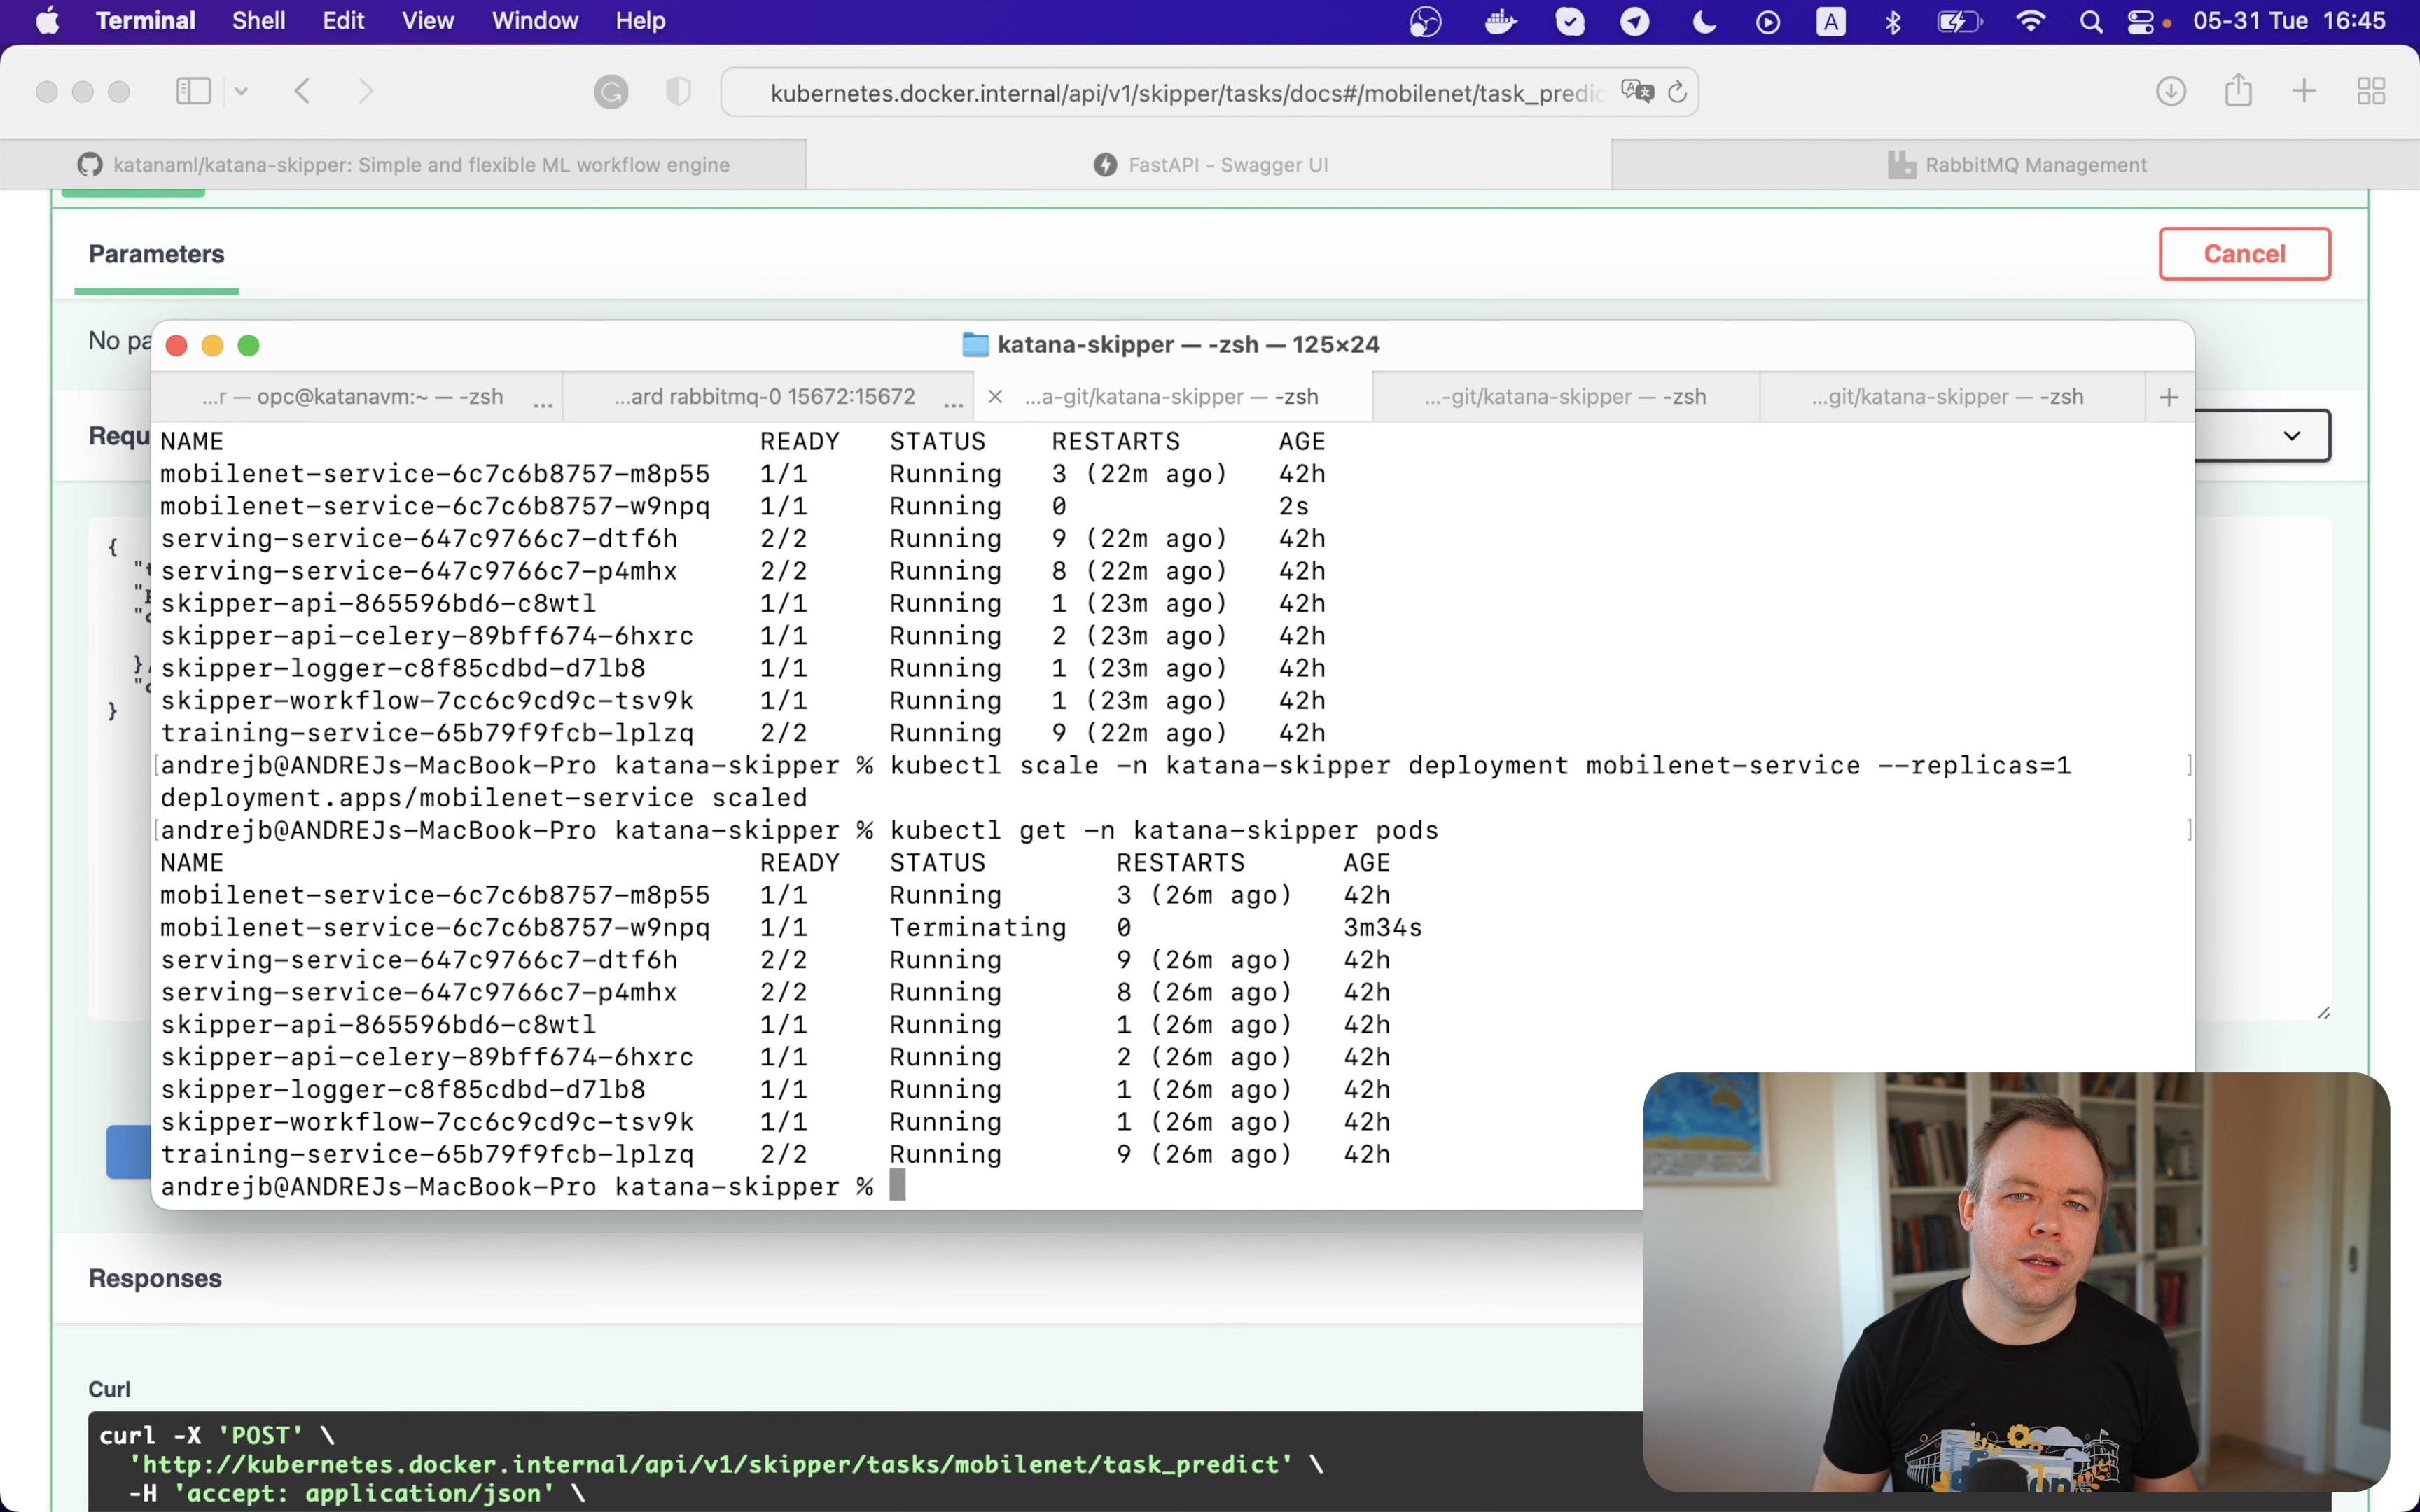 Terminal Shell Edit View Window Help A 05-31 Tue 16:45
kubernetes.docker.internal/api/v1/skipper/tasks/docs#/mobilenet/task_predic
katanaml/katana-skipper: Simple and flexible ML workflow engine
FastAPI - Swagger UI
RabbitMQ Management
Parameters
Cancel
No pa
katana-skipper — -zsh — 125×24
...r — opc@katanavm:~ — -zsh ...
...ard rabbitmq-0 15672:15672 ...
...a-git/katana-skipper — -zsh
...-git/katana-skipper — -zsh
...git/katana-skipper — -zsh
Requ
NAME READY STATUS RESTARTS AGE
mobilenet-service-6c7c6b8757-m8p55 1/1 Running 3 (22m ago) 42h
mobilenet-service-6c7c6b8757-w9npq 1/1 Running 0 2s
serving-service-647c9766c7-dtf6h 2/2 Running 9 (22m ago) 42h
serving-service-647c9766c7-p4mhx 2/2 Running 8 (22m ago) 42h
skipper-api-865596bd6-c8wtl 1/1 Running 1 (23m ago) 42h
skipper-api-celery-89bff674-6hxrc 1/1 Running 2 (23m ago) 42h
skipper-logger-c8f85cdbd-d7lb8 1/1 Running 1 (23m ago) 42h
skipper-workflow-7cc6c9cd9c-tsv9k 1/1 Running 1 (23m ago) 42h
training-service-65b79f9fcb-lplzq 2/2 Running 9 (22m ago) 42h
[andrejb@ANDREJs-MacBook-Pro katana-skipper % kubectl scale -n katana-skipper deployment mobilenet-service --replicas=1 ]
deployment.apps/mobilenet-service scaled
[andrejb@ANDREJs-MacBook-Pro katana-skipper % kubectl get -n katana-skipper pods ]
NAME READY STATUS RESTARTS AGE
mobilenet-service-6c7c6b8757-m8p55 1/1 Running 3 (26m ago) 42h
mobilenet-service-6c7c6b8757-w9npq 1/1 Terminating 0 3m34s
serving-service-647c9766c7-dtf6h 2/2 Running 9 (26m ago) 42h
serving-service-647c9766c7-p4mhx 2/2 Running 8 (26m ago) 42h
skipper-api-865596bd6-c8wtl 1/1 Running 1 (26m ago) 42h
skipper-api-celery-89bff674-6hxrc 1/1 Running 2 (26m ago) 42h
skipper-logger-c8f85cdbd-d7lb8 1/1 Running 1 (26m ago) 42h
skipper-workflow-7cc6c9cd9c-tsv9k 1/1 Running 1 (26m ago) 42h
training-service-65b79f9fcb-lplzq 2/2 Running 9 (26m ago) 42h
andrejb@ANDREJs-MacBook-Pro katana-skipper %
Responses
Curl
curl -X 'POST' \
'http://kubernetes.docker.internal/api/v1/skipper/tasks/mobilenet/task_predict' \
-H 'accept: application/json' \